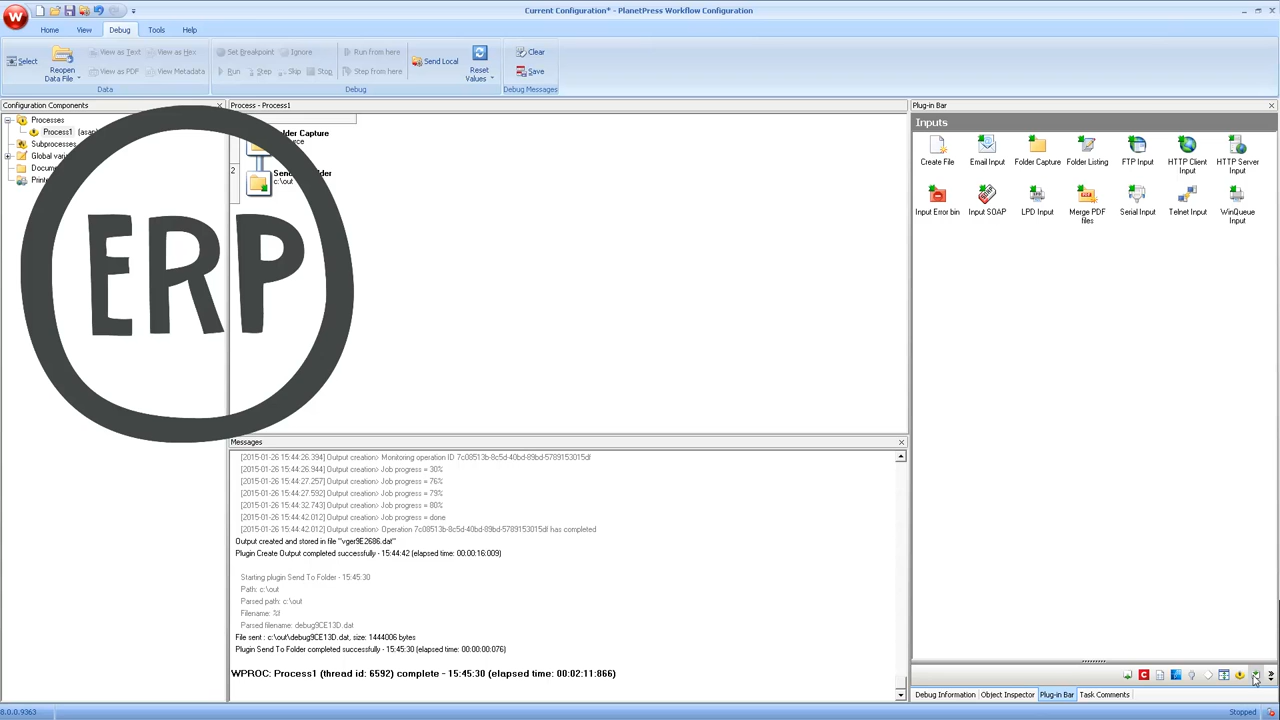 Current Configuration* - PlanetPress Workflow Configuration
Home View Debug Tools Help
Select
Reopen Data File
View as Text View as Hex
View as PDF View Metadata
Data
Set Breakpoint Ignore
Run Step Skip Stop
Run from here
Step from here
Send Local
Reset Values
Debug
Clear
Save
Debug Messages
Configuration Components
Processes
Process1
Subprocesses
Global
ERP
Process - Process1
Capture
2
c:\out
Messages
[2015-01-26 15:44:26.394] Output creation> Monitoring operation ID 7c08513b-8c5d-40bd-89bd-5789153015df
[2015-01-26 15:44:26.944] Output creation> Job progress = 30%
[2015-01-26 15:44:27.257] Output creation> Job progress = 76%
[2015-01-26 15:44:27.592] Output creation> Job progress = 79%
[2015-01-26 15:44:32.743] Output creation> Job progress = 80%
[2015-01-26 15:44:42.012] Output creation> Job progress = done
[2015-01-26 15:44:42.012] Output creation> Operation 7c08513b-8c5d-40bd-89bd-5789153015df has completed
Output created and stored in file "vger9E2686.dat"
Plugin Create Output completed successfully - 15:44:42 (elapsed time: 00:00:16:009)
Starting plugin Send To Folder - 15:45:30
Path: c:\out
Parsed path: c:\out
Filename: %f
Parsed filename: debug9CE13D.dat
File sent : c:\out\debug9CE13D.dat, size: 1444006 bytes
Plugin Send To Folder completed successfully - 15:45:30 (elapsed time: 00:00:00:076)
WPROC: Process1 (thread id: 6592) complete - 15:45:30 (elapsed time: 00:02:11:866)
Plug-in Bar
Inputs
Create File
Email Input
Folder Capture
Folder Listing
FTP Input
HTTP Client Input
HTTP Server Input
Input Error bin
Input SOAP
LPD Input
Merge PDF files
Serial Input
Telnet Input
WinQueue Input
Debug Information Object Inspector Plug-in Bar Task Comments
8.0.0.9363
Stopped